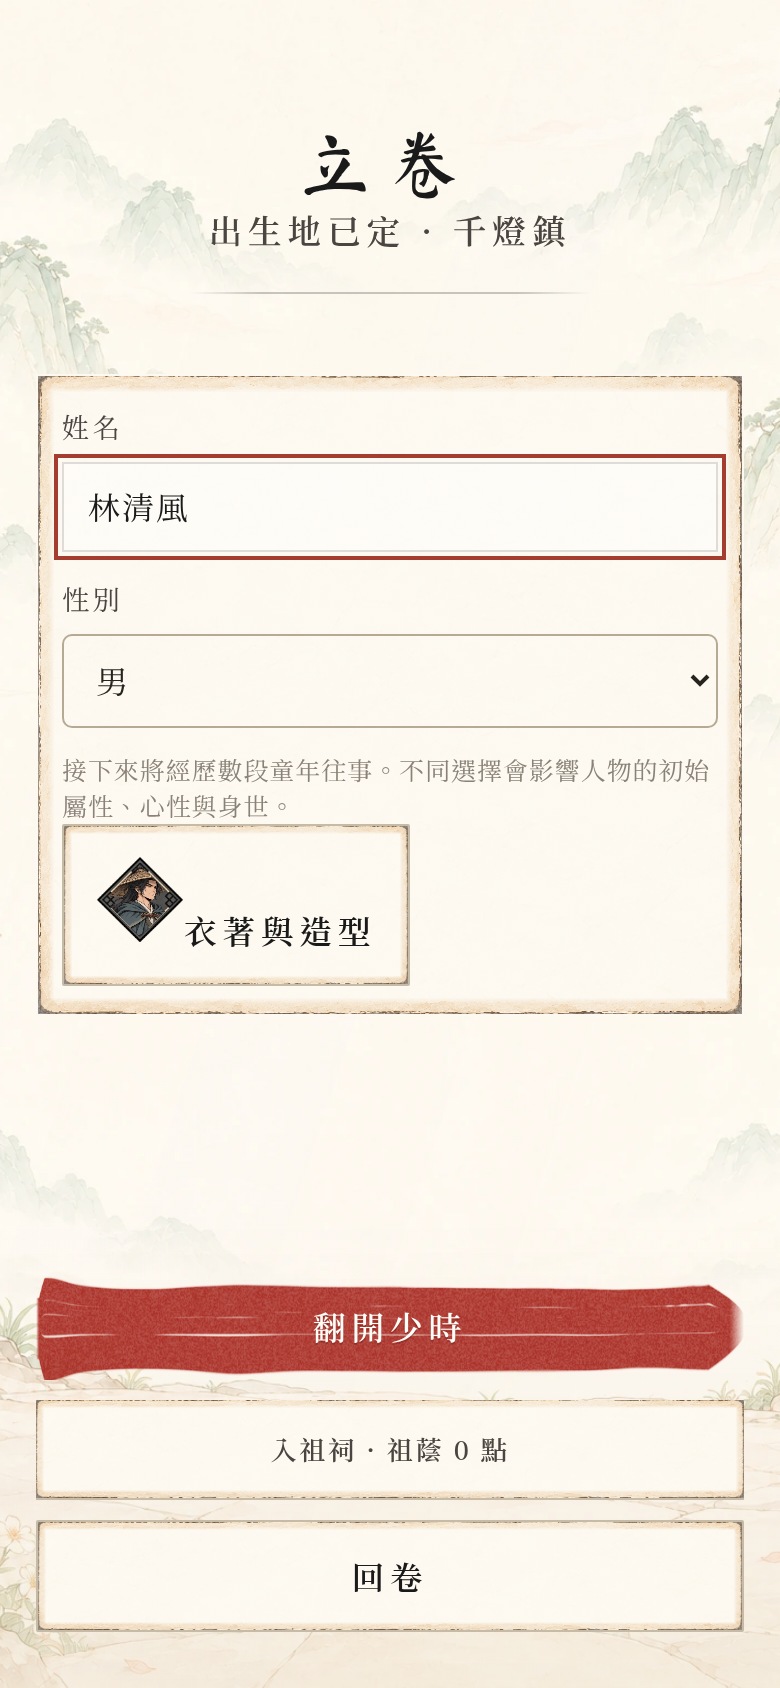 立卷
出生地已定 · 千燈鎮
姓名
林清風
性別
男
接下來將經歷數段童年往事。不同選擇會影響人物的初始
屬性、心性與身世。
衣著與造型
翻開少時
入祖祠 · 祖蔭 0 點
回卷